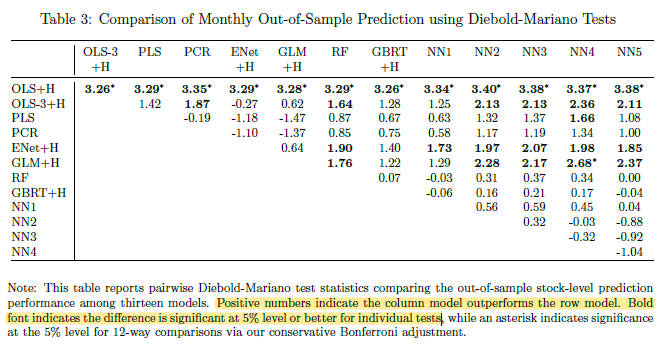 Table 3: Comparison of Monthly Out-of-Sample Prediction using Diebold-Mariano Tests
OLS-3 PLS PCR ENet GLM RF GBRT NN1 NN2 NN3 NN4 NN5
+H +H +H +H
OLS+H 3.26* 3.29* 3.35* 3.29* 3.28* 3.29* 3.26* 3.34* 3.40* 3.38* 3.37* 3.38*
OLS-3+H 1.42 1.87 -0.27 0.62 1.64 1.28 1.25 2.13 2.13 2.36 2.11
PLS -0.19 -1.18 -1.47 0.87 0.67 0.63 1.32 1.37 1.66 1.08
PCR -1.10 -1.37 0.85 0.75 0.58 1.17 1.19 1.34 1.00
ENet+H 0.64 1.90 1.40 1.73 1.97 2.07 1.98 1.85
GLM+H 1.76 1.22 1.29 2.28 2.17 2.68* 2.37
RF 0.07 -0.03 0.31 0.37 0.34 0.00
GBRT+H -0.06 0.16 0.21 0.17 -0.04
NN1 0.56 0.59 0.45 0.04
NN2 0.32 -0.03 -0.88
NN3 -0.32 -0.92
NN4 -1.04
Note: This table reports pairwise Diebold-Mariano test statistics comparing the out-of-sample stock-level prediction
performance among thirteen models. Positive numbers indicate the column model outperforms the row model. Bold
font indicates the difference is significant at 5% level or better for individual tests, while an asterisk indicates significance
at the 5% level for 12-way comparisons via our conservative Bonferroni adjustment.